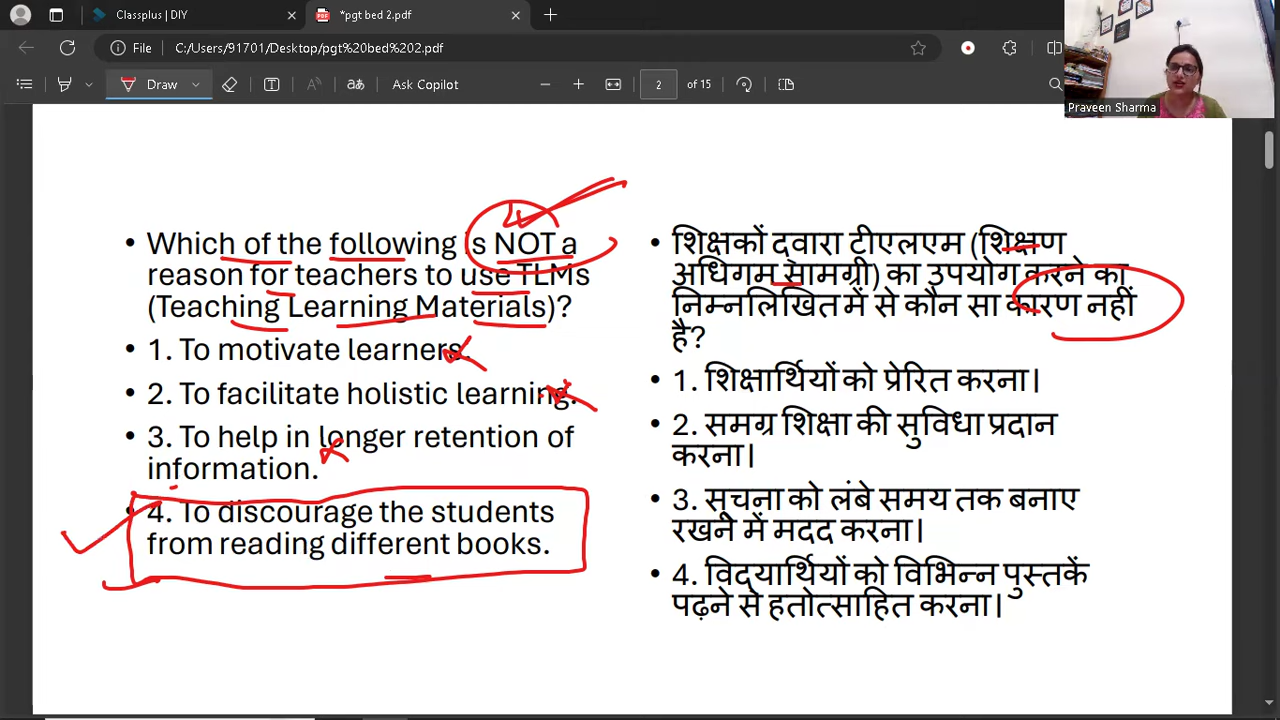 Classplus | DIY
*pgt bed 2.pdf
File
C:/Users/91701/Desktop/pgt%20bed%202.pdf
Draw
aあ
Ask Copilot
2
of 15
Praveen Sharma
4
• Which of the following is NOT a
reason for teachers to use TLMs
(Teaching Learning Materials)?
• 1. To motivate learners.
• 2. To facilitate holistic learning.
• 3. To help in longer retention of
information.
• 4. To discourage the students
from reading different books.
• शिक्षकों द्वारा टीएलएम (शिक्षण
अधिगम सामग्री) का उपयोग करने का
निम्नलिखित में से कौन सा कारण नहीं
है?
• 1. शिक्षार्थियों को प्रेरित करना।
• 2. समग्र शिक्षा की सुविधा प्रदान
करना।
• 3. सूचना को लंबे समय तक बनाए
रखने में मदद करना।
• 4. विद्यार्थियों को विभिन्न पुस्तकें
पढ़ने से हतोत्साहित करना।